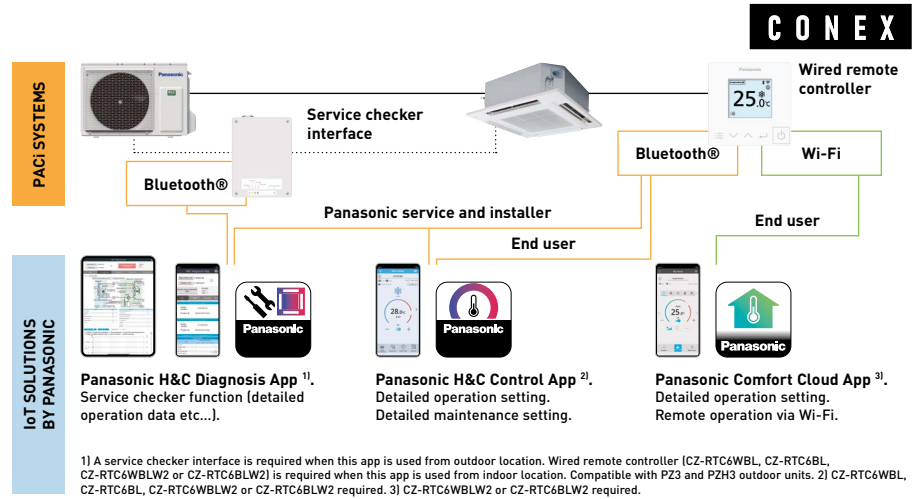 CONEX
PACi SYSTEMS
Panasonic
Service checker
interface
Panasonic
25.0°C
Wired remote
controller
Bluetooth®
Bluetooth®
Wi-Fi
Panasonic service and installer
End user
End user
IoT SOLUTIONS
BY PANASONIC
Panasonic
28.0°C
Panasonic
25
Panasonic
Panasonic H&C Diagnosis App 1).
Service checker function (detailed
operation data etc...).
Panasonic H&C Control App 2).
Detailed operation setting.
Detailed maintenance setting.
Panasonic Comfort Cloud App 3).
Detailed operation setting.
Remote operation via Wi-Fi.
1) A service checker interface is required when this app is used from outdoor location. Wired remote controller (CZ-RTC6WBL, CZ-RTC6BL,
CZ-RTC6WBLW2 or CZ-RTC6BLW2) is required when this app is used from indoor location. Compatible with PZ3 and PZH3 outdoor units. 2) CZ-RTC6WBL,
CZ-RTC6BL, CZ-RTC6WBLW2 or CZ-RTC6BLW2 required. 3) CZ-RTC6WBLW2 or CZ-RTC6BLW2 required.